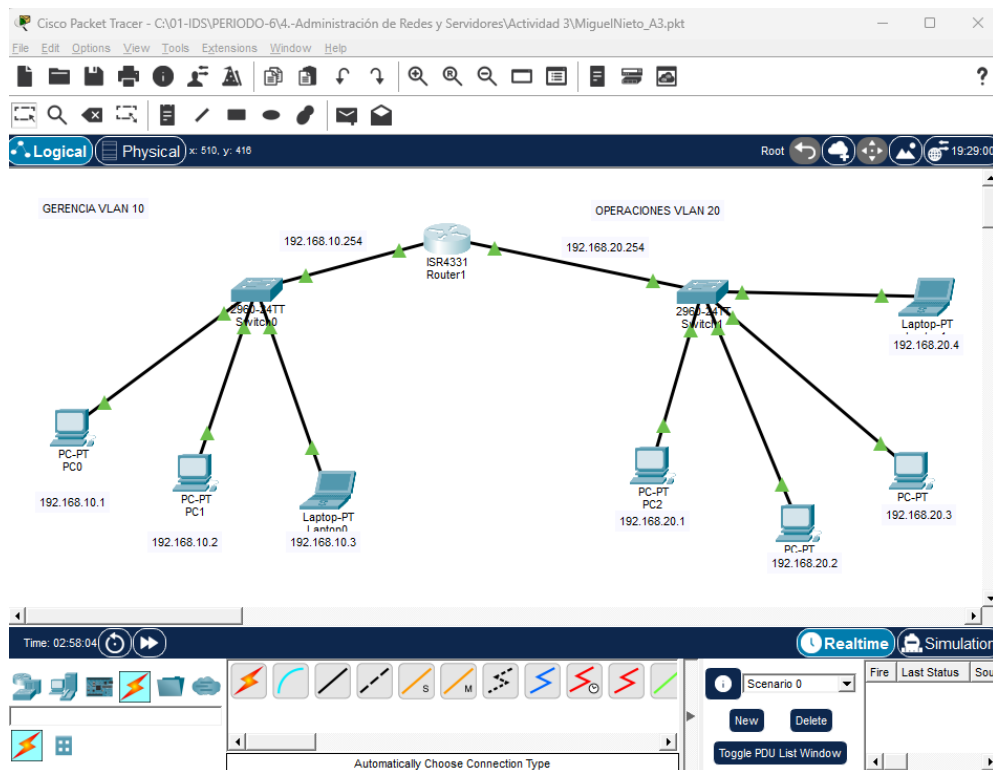 Cisco Packet Tracer - C:\01-IDS\PERIODO-6\4.-Administración de Redes y Servidores\Actividad 3\MiguelNieto_A3.pkt
File Edit Options View Tools Extensions Window Help
?
Logical Physical x: 510, y: 416 Root 19:29:00
GERENCIA VLAN 10
OPERACIONES VLAN 20
192.168.10.254
192.168.20.254
ISR4331
Router1
2960-24TT
Switch0
2960-24TT
Switch1
Laptop-PT
192.168.20.4
PC-PT
PC0
192.168.10.1
PC-PT
PC1
192.168.10.2
Laptop-PT
Laptop0
192.168.10.3
PC-PT
PC2
192.168.20.1
PC-PT
192.168.20.2
PC-PT
192.168.20.3
Time: 02:58:04
Realtime Simulation
S M
Scenario 0
Fire Last Status Sou
New Delete
Toggle PDU List Window
Automatically Choose Connection Type